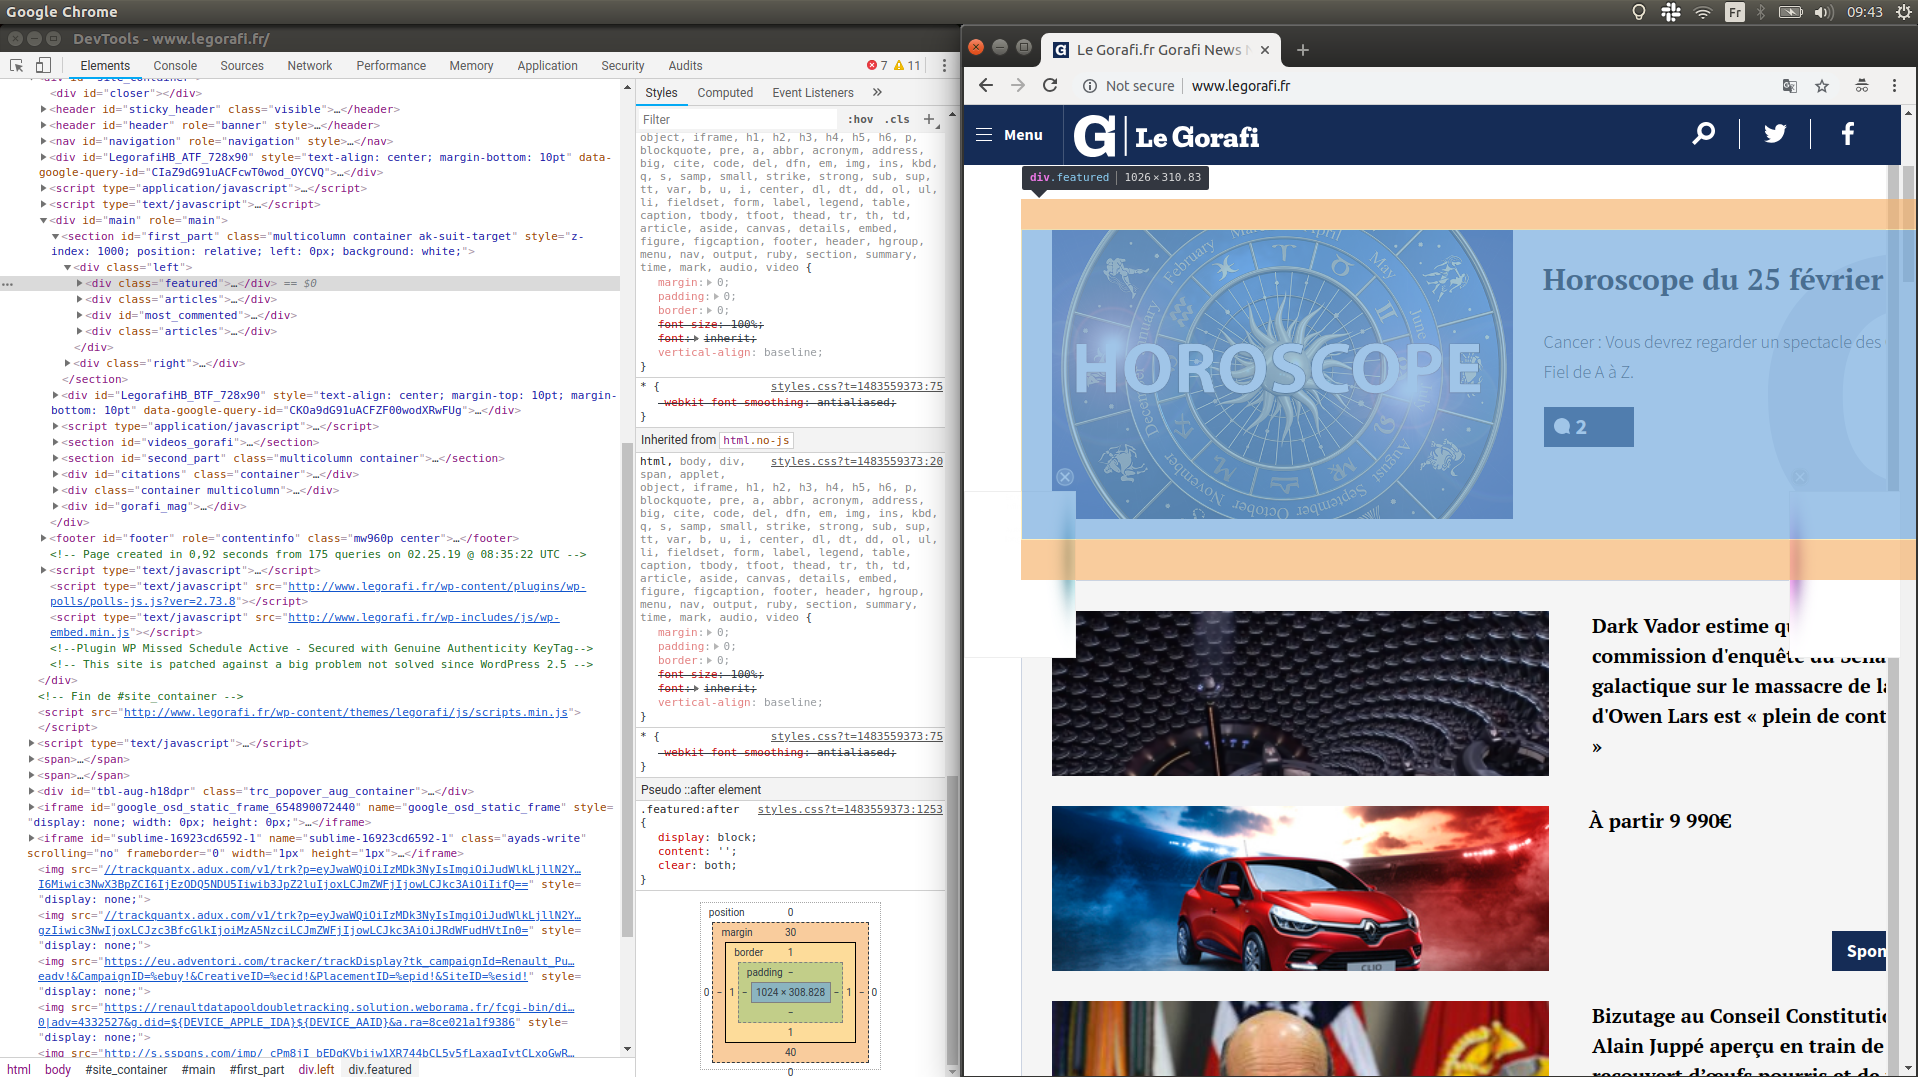 Google Chrome
Fr
09:43
DevTools - www.legorafi.fr/
Elements Console Sources Network Performance Memory Application Security Audits 7 11
<div id="closer"></div>
<header id="sticky_header" class="visible">…</header>
<header id="header" role="banner" style>…</header>
<nav id="navigation" role="navigation" style>…</nav>
<div id="LegorafiHB_ATF_728x90" style="text-align: center; margin-bottom: 10pt" data-
google-query-id="CIaZ9dG91uACFcwT0wod_OYCVQ">…</div>
<script type="application/javascript">…</script>
<script type="text/javascript">…</script>
<div id="main" role="main">
<section id="first_part" class="multicolumn container ak-suit-target" style="z-
index: 1000; position: relative; left: 0px; background: white;">
<div class="left">
<div class="featured">…</div> == $0
<div class="articles">…</div>
<div id="most_commented">…</div>
<div class="articles">…</div>
</div>
<div class="right">…</div>
</section>
<div id="LegorafiHB_BTF_728x90" style="text-align: center; margin-top: 10pt; margin-
bottom: 10pt" data-google-query-id="CKOa9dG91uACFZF00wodXRwFUg">…</div>
<script type="application/javascript">…</script>
<script type="text/javascript">…</script>
<section id="videos_gorafi">…</section>
<section id="second_part" class="multicolumn container">…</section>
<div id="citations" class="container">…</div>
<div class="container multicolumn">…</div>
<div id="gorafi_mag">…</div>
</div>
<footer id="footer" role="contentinfo" class="mw960p center">…</footer>
<!-- Page created in 0,92 seconds from 175 queries on 02.25.19 @ 08:35:22 UTC -->
<script type="text/javascript">…</script>
<script type="text/javascript" src="http://www.legorafi.fr/wp-content/plugins/wp-
polls/polls-js.js?ver=2.73.8"></script>
<script type="text/javascript" src="http://www.legorafi.fr/wp-includes/js/wp-
embed.min.js"></script>
<!--Plugin WP Missed Schedule Active - Secured with Genuine Authenticity KeyTag-->
<!-- This site is patched against a big problem not solved since WordPress 2.5 -->
</div>
<!-- Fin de #site_container -->
<script src="http://www.legorafi.fr/wp-content/themes/legorafi/js/scripts.min.js">
</script>
<script type="text/javascript">…</script>
<span>…</span>
<span>…</span>
<div id="tbl-aug-h18dpr" class="trc_popover_aug_container">…</div>
<iframe id="google_osd_static_frame_654890072440" name="google_osd_static_frame" style=
"display: none; width: 0px; height: 0px;">…</iframe>
<iframe id="sublime-16923cd6592-1" name="sublime-16923cd6592-1" class="ayads-write"
scrolling="no" frameborder="0" width="1px" height="1px">…</iframe>
<img src="//trackquantx.adux.com/v1/trk?p=eyJwaWQiOiIzMDk3NyIsImgiOiJudWlkLjllN2Y…
style=
"display: none;">
<img src="//trackquantx.adux.com/v1/trk?p=eyJwaWQiOiIzMDk3NyIsImgiOiJudWlkLjllN2Y…
style=
"display: none;">
<img src="https://eu.adventori.com/tracker/trackDisplay?tk_campaignId=Renault_Pu…
eadv!&CampaignID=%ebuy!&CreativeID=%ecid!&PlacementID=%epid!&SiteID=%esid!" style=
"display: none;">
<img src="https://renaultdatapooldoubletracking.solution.weborama.fr/fcgi-bin/di…
0|adv=4332527&g.did=${DEVICE_APPLE_IDA}${DEVICE_AAID}&a.ra=8ce021a1f9386" style=
"display: none;">
html body #site_container #main #first_part div.left div.featured
Styles Computed Event Listeners »
Filter :hov .cls +
object, iframe, h1, h2, h3, h4, h5, h6, p,
blockquote, pre, a, abbr, acronym, address,
big, cite, code, del, dfn, em, img, ins, kbd,
q, s, samp, small, strike, strong, sub, sup,
tt, var, b, u, i, center, dl, dt, dd, ol, ul,
li, fieldset, form, label, legend, table,
caption, tbody, tfoot, thead, tr, th, td,
article, aside, canvas, details, embed,
figure, figcaption, footer, header, hgroup,
menu, nav, output, ruby, section, summary,
time, mark, audio, video {
margin: 0;
padding: 0;
border: 0;
font-size: 100%;
font: inherit;
vertical-align: baseline;
}
* { styles.css?t=1483559373:75
-webkit-font-smoothing: antialiased;
}
Inherited from html.no-js
html, body, div, styles.css?t=1483559373:20
span, applet,
object, iframe, h1, h2, h3, h4, h5, h6, p,
blockquote, pre, a, abbr, acronym, address,
big, cite, code, del, dfn, em, img, ins, kbd,
q, s, samp, small, strike, strong, sub, sup,
tt, var, b, u, i, center, dl, dt, dd, ol, ul,
li, fieldset, form, label, legend, table,
caption, tbody, tfoot, thead, tr, th, td,
article, aside, canvas, details, embed,
figure, figcaption, footer, header, hgroup,
menu, nav, output, ruby, section, summary,
time, mark, audio, video {
margin: 0;
padding: 0;
border: 0;
font-size: 100%;
font: inherit;
vertical-align: baseline;
}
* { styles.css?t=1483559373:75
-webkit-font-smoothing: antialiased;
}
Pseudo ::after element
.featured:after styles.css?t=1483559373:1253
{
display: block;
content: '';
clear: both;
}
position 0
margin 30
border 1
padding -
0 - 1 - 1024 × 308.828 - 1 - 0
-
1
40
0
Le Gorafi.fr Gorafi News N
Not secure www.legorafi.fr
Menu G Le Gorafi
div.featured 1026 × 310.83
HOROSCOPE
February
April
May
June
August
September
October
November
December
January
Horoscope du 25 février
Cancer : Vous devrez regarder un spectacle des
Fiel de A à Z.
2
Dark Vador estime qu
commission d'enquête du Séna
galactique sur le massacre de la
d'Owen Lars est « plein de cont
»
À partir 9 990€
CLIO
Spon
Bizutage au Conseil Constituti
Alain Juppé aperçu en train de
recouvert d'œufs pourris et de